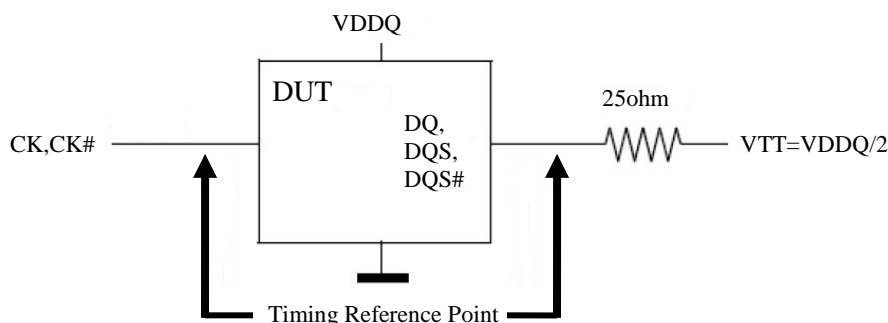 VDDQ
DUT
25ohm
DQ,
CK,CK#
DQS,
VTT=VDDQ/2
DQS#
Timing Reference Point